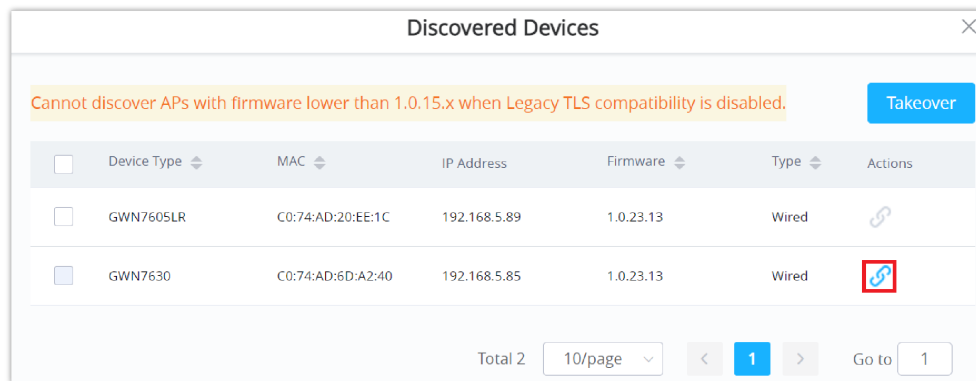 Discovered Devices
Cannot discover APs with firmware lower than 1.0.15.x when Legacy TLS compatibility is disabled. Takeover
Device Type MAC IP Address Firmware Type Actions
GWN7605LR C0:74:AD:20:EE:1C 192.168.5.89 1.0.23.13 Wired
GWN7630 C0:74:AD:6D:A2:40 192.168.5.85 1.0.23.13 Wired
Total 2 10/page 1 Go to 1